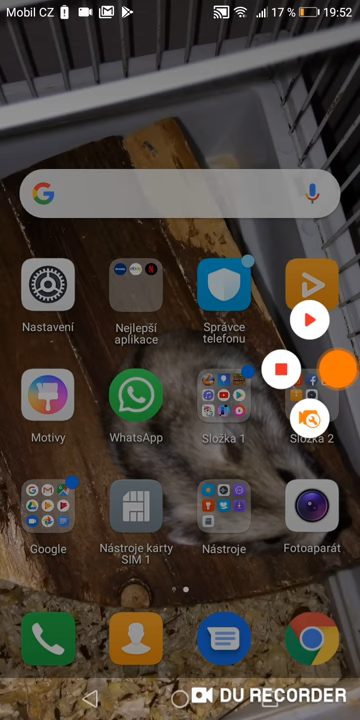 Mobil CZ 17 % 19:52
Nastavení
Nejlepší
aplikace
Správce
telefonu
Motivy
WhatsApp
Složka 1
Složka 2
Google
Nástroje karty
SIM 1
Nástroje
Fotoaparát
DU RECORDER